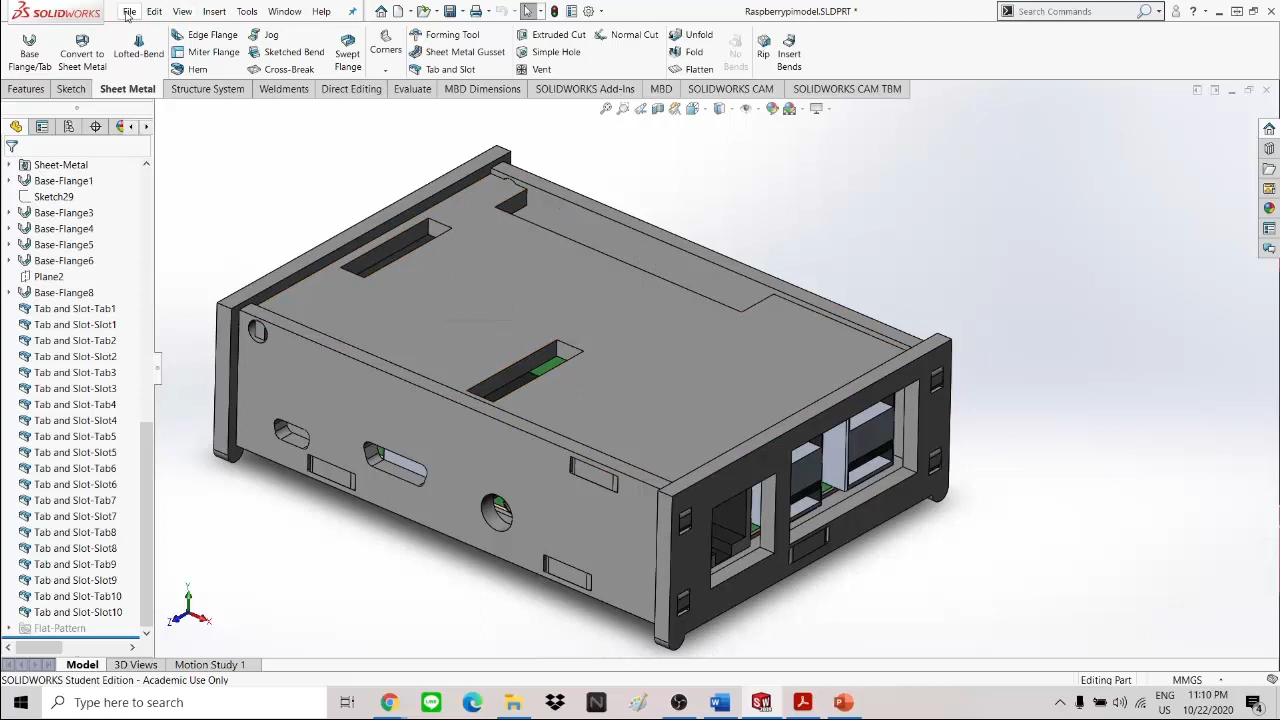 SOLIDWORKS File Edit View Insert Tools Window Help Raspberrypimodel.SLDPRT * Search Commands
Base Flange/Tab
Convert to Sheet Metal
Lofted-Bend
Edge Flange
Miter Flange
Hem
Jog
Sketched Bend
Cross-Break
Swept Flange
Corners
Forming Tool
Sheet Metal Gusset
Tab and Slot
Extruded Cut
Simple Hole
Vent
Normal Cut
Unfold
Fold
Flatten
No Bends
Rip
Insert Bends
Features Sketch Sheet Metal Structure System Weldments Direct Editing Evaluate MBD Dimensions SOLIDWORKS Add-Ins MBD SOLIDWORKS CAM SOLIDWORKS CAM TBM
Sheet-Metal
Base-Flange1
Sketch29
Base-Flange3
Base-Flange4
Base-Flange5
Base-Flange6
Plane2
Base-Flange8
Tab and Slot-Tab1
Tab and Slot-Slot1
Tab and Slot-Tab2
Tab and Slot-Slot2
Tab and Slot-Tab3
Tab and Slot-Slot3
Tab and Slot-Tab4
Tab and Slot-Slot4
Tab and Slot-Tab5
Tab and Slot-Slot5
Tab and Slot-Tab6
Tab and Slot-Slot6
Tab and Slot-Tab7
Tab and Slot-Slot7
Tab and Slot-Tab8
Tab and Slot-Slot8
Tab and Slot-Tab9
Tab and Slot-Slot9
Tab and Slot-Tab10
Tab and Slot-Slot10
Flat-Pattern
Y
Z X
Model 3D Views Motion Study 1
SOLIDWORKS Student Edition - Academic Use Only Editing Part MMGS
Type here to search
ENG
US
11:10 PM
10/22/2020
4